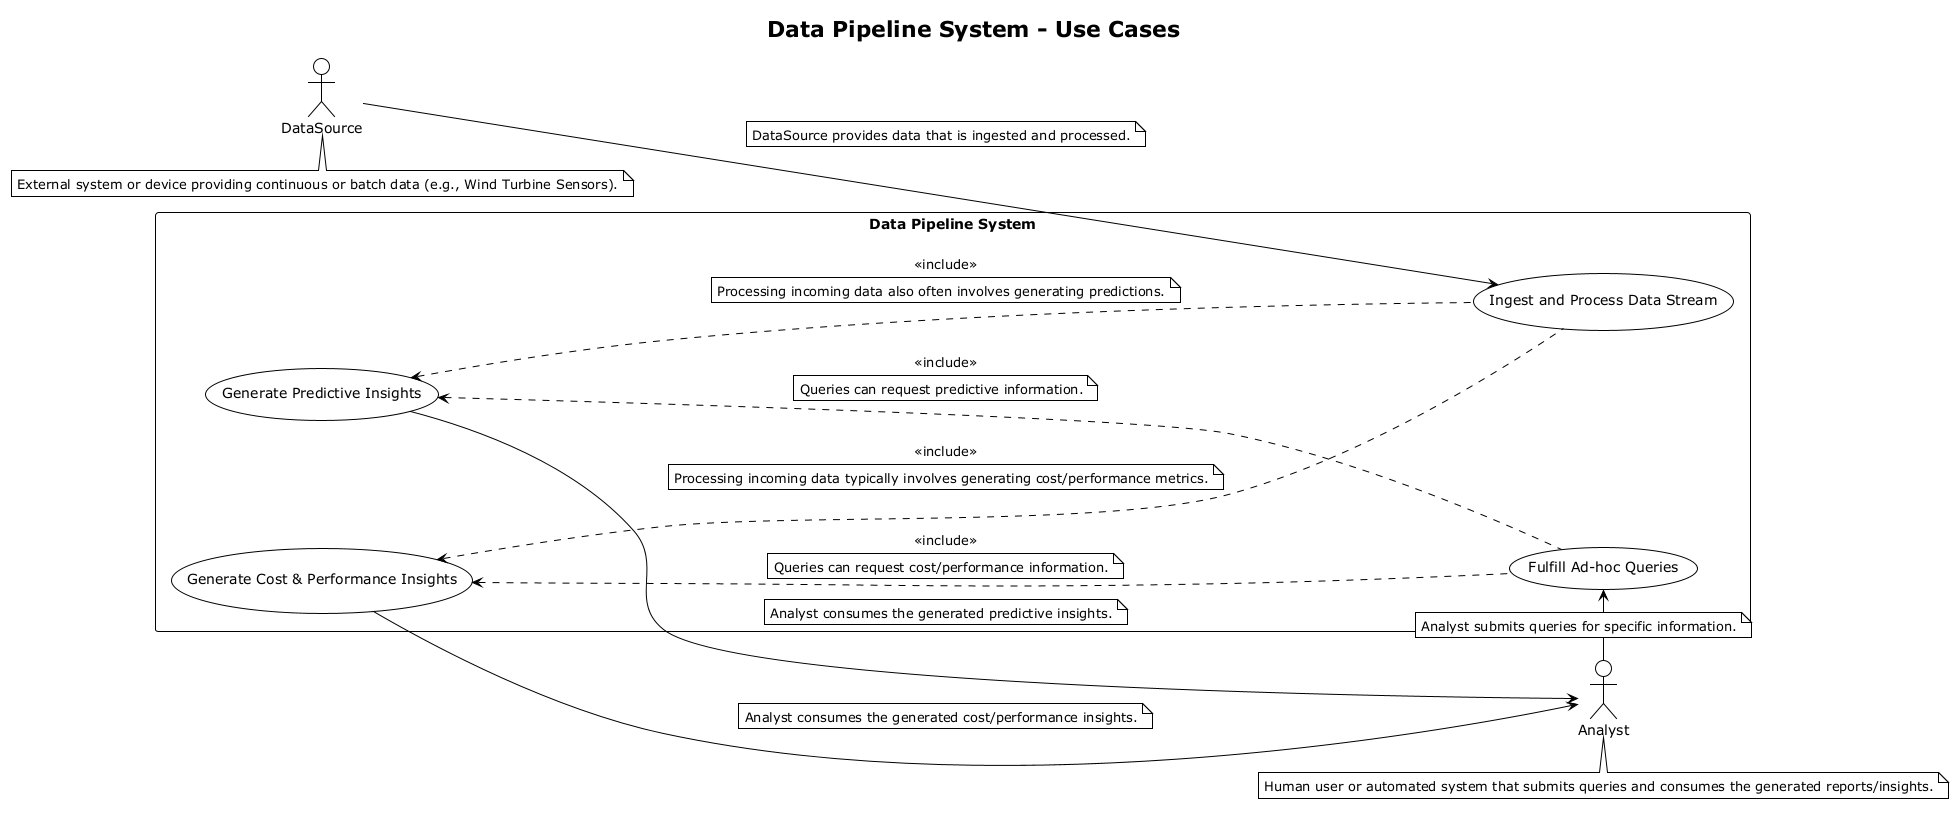 Data Pipeline System - Use Cases
DataSource
DataSource provides data that is ingested and processed.
External system or device providing continuous or batch data (e.g., Wind Turbine Sensors).
Data Pipeline System
«include»
Processing incoming data also often involves generating predictions.
Ingest and Process Data Stream
«include»
Queries can request predictive information.
Generate Predictive Insights
«include»
Processing incoming data typically involves generating cost/performance metrics.
«include»
Queries can request cost/performance information.
Generate Cost & Performance Insights
Fulfill Ad-hoc Queries
Analyst consumes the generated predictive insights.
Analyst submits queries for specific information.
Analyst consumes the generated cost/performance insights.
Analyst
Human user or automated system that submits queries and consumes the generated reports/insights.